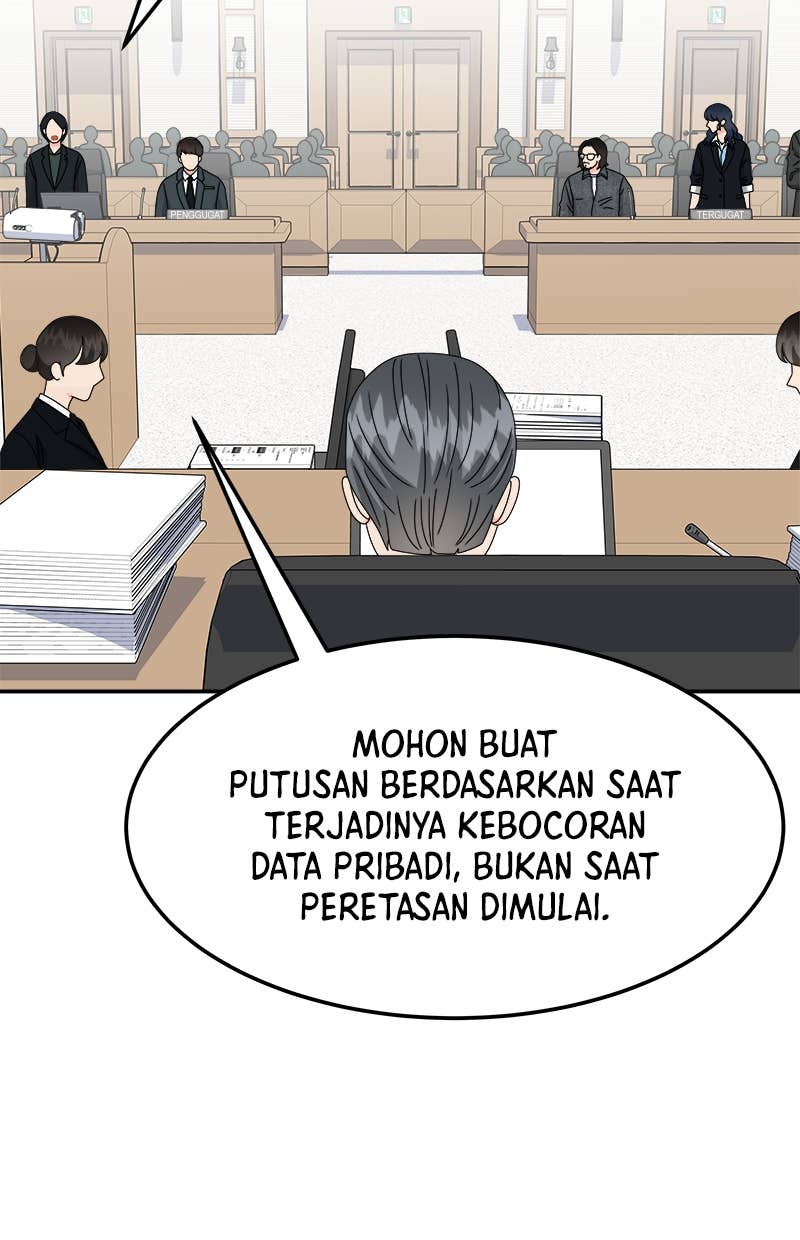 PENGGUGAT
TERGUGAT
MOHON BUAT
PUTUSAN BERDASARKAN SAAT
TERJADINYA KEBOCORAN
DATA PRIBADI, BUKAN SAAT
PERETASAN DIMULAI.